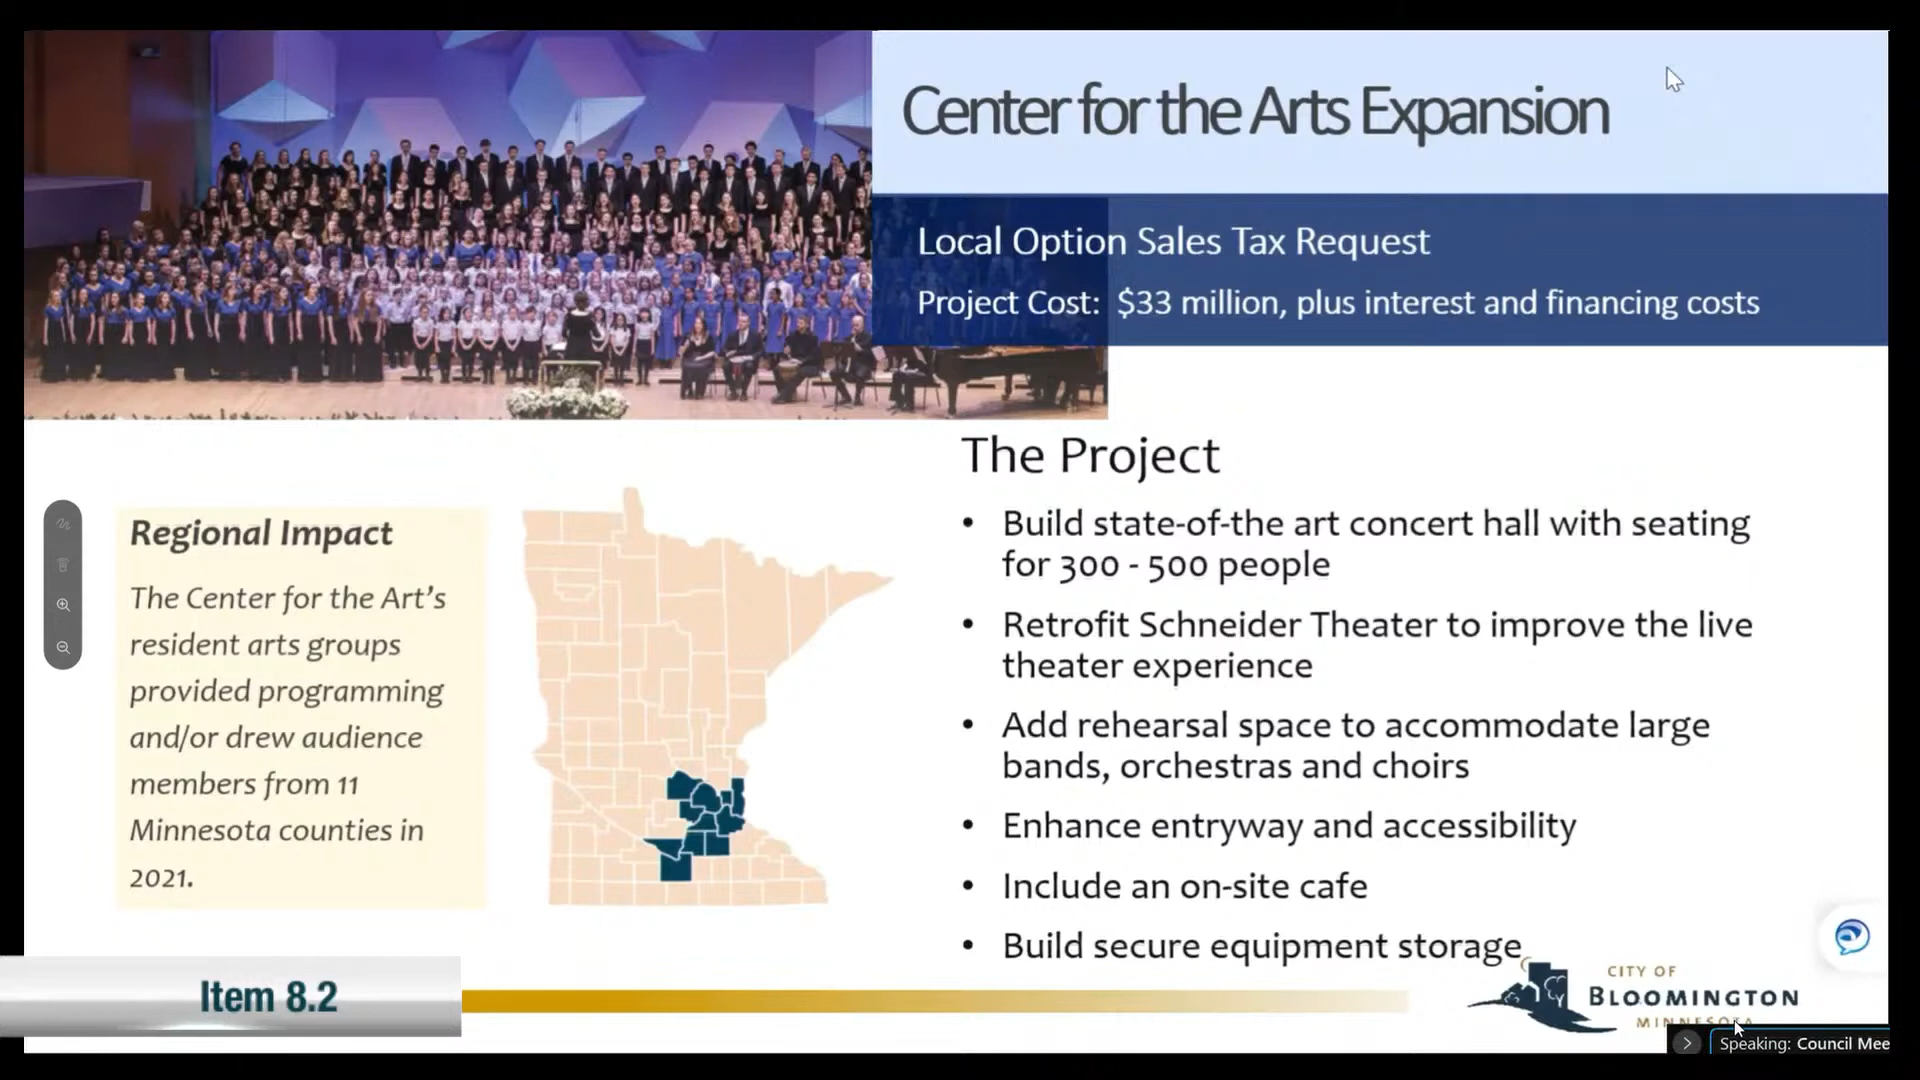 Center for the Arts Expansion
Local Option Sales Tax Request
Project Cost: $33 million, plus interest and financing costs
The Project
• Build state-of-the art concert hall with seating
for 300 - 500 people
• Retrofit Schneider Theater to improve the live
theater experience
• Add rehearsal space to accommodate large
bands, orchestras and choirs
• Enhance entryway and accessibility
• Include an on-site cafe
• Build secure equipment storage
Regional Impact
The Center for the Art's
resident arts groups
provided programming
and/or drew audience
members from 11
Minnesota counties in
2021.
Item 8.2
CITY OF
BLOOMINGTON
MINNESOTA
Speaking: Council Mee